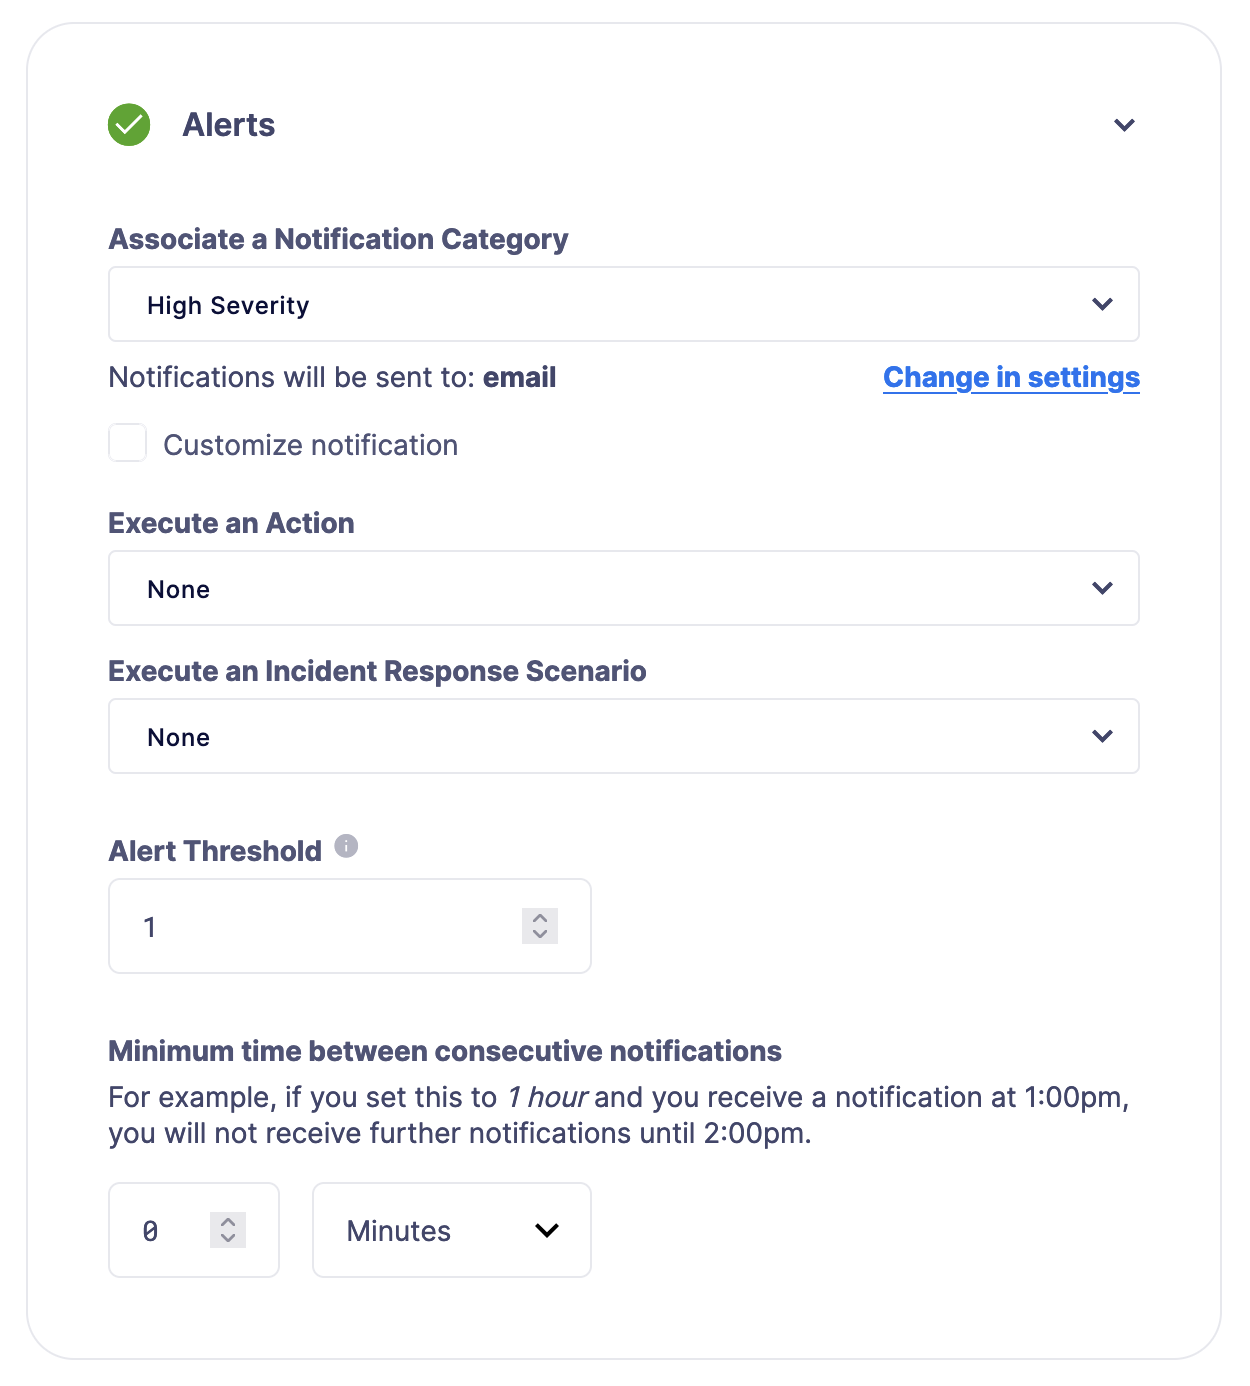 Alerts
Associate a Notification Category
High Severity
Notifications will be sent to: email
Change in settings
Customize notification
Execute an Action
None
Execute an Incident Response Scenario
None
Alert Threshold
1
Minimum time between consecutive notifications
For example, if you set this to 1 hour and you receive a notification at 1:00pm,
you will not receive further notifications until 2:00pm.
0
Minutes